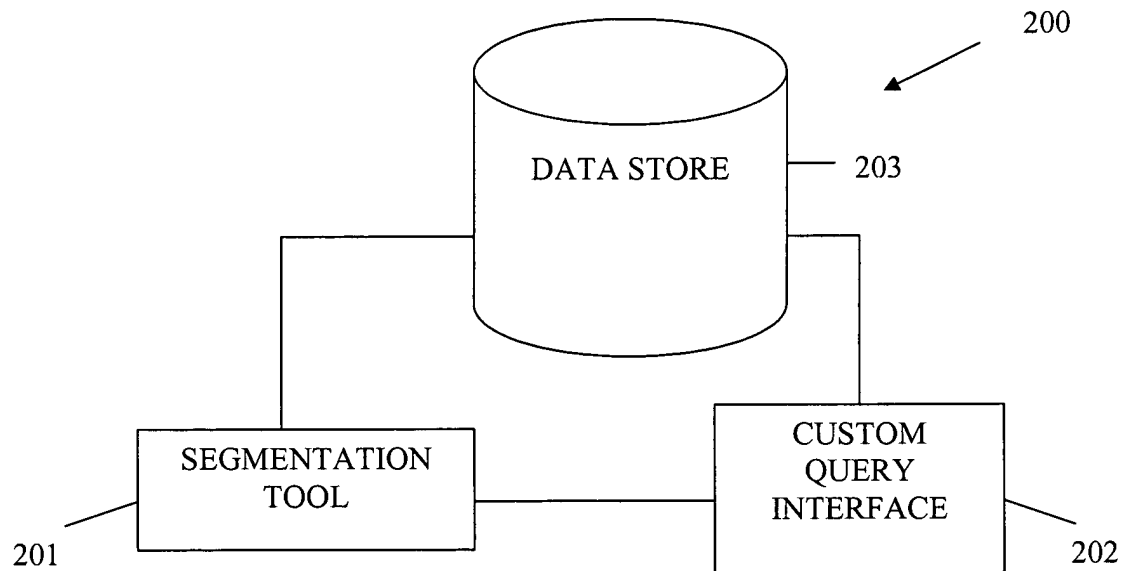 200
DATA STORE
203
SEGMENTATION
TOOL
CUSTOM
QUERY
INTERFACE
201
202